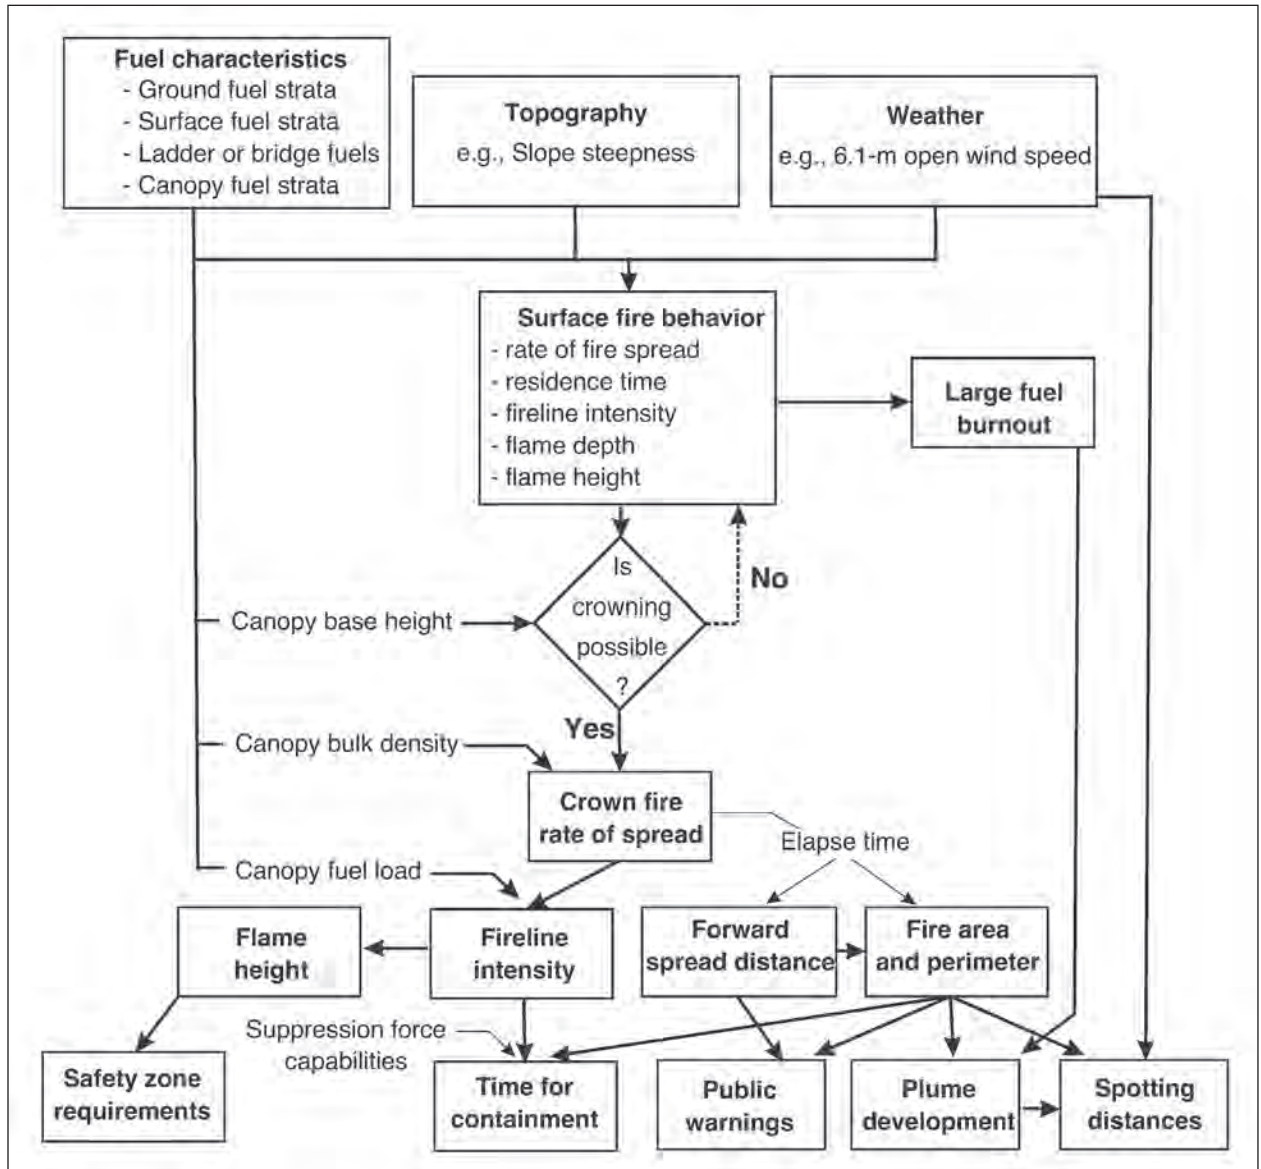 Fuel characteristics
- Ground fuel strata
- Surface fuel strata
- Ladder or bridge fuels
- Canopy fuel strata
Topography
e.g., Slope steepness
Weather
e.g., 6.1-m open wind speed
Surface fire behavior
- rate of fire spread
- residence time
- fireline intensity
- flame depth
- flame height
Large fuel
burnout
Is
crowning
possible
?
No
Canopy base height
Yes
Canopy bulk density
Crown fire
rate of spread
Elapse time
Canopy fuel load
Flame
height
Fireline
intensity
Forward
spread distance
Fire area
and perimeter
Suppression force
capabilities
Safety zone
requirements
Time for
containment
Public
warnings
Plume
development
Spotting
distances